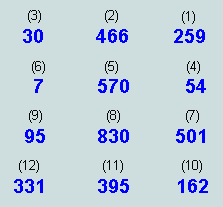 (3) (2) (1)
30 466 259
(6) (5) (4)
7 570 54
(9) (8) (7)
95 830 501
(12) (11) (10)
331 395 162